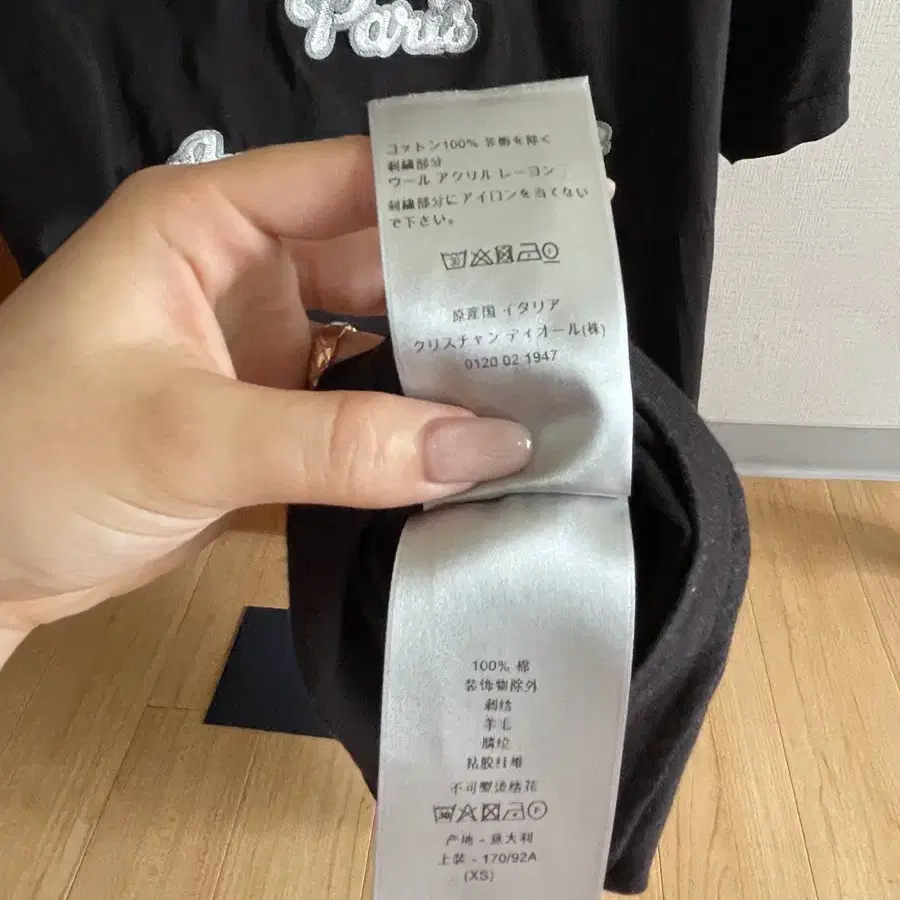 Paris
コットン100% 装飾を除く
刺繍部分
ウール アクリル レーヨン
刺繍部分にアイロンを当てないで下さい。
原産国 イタリア
クリスチャン ディオール(株)
0120 02 1947
100% 棉
装饰物除外
刺绣
羊毛
腈纶
粘胶纤维
不可熨烫绣花
产地 - 意大利
上装 - 170/92A
(XS)